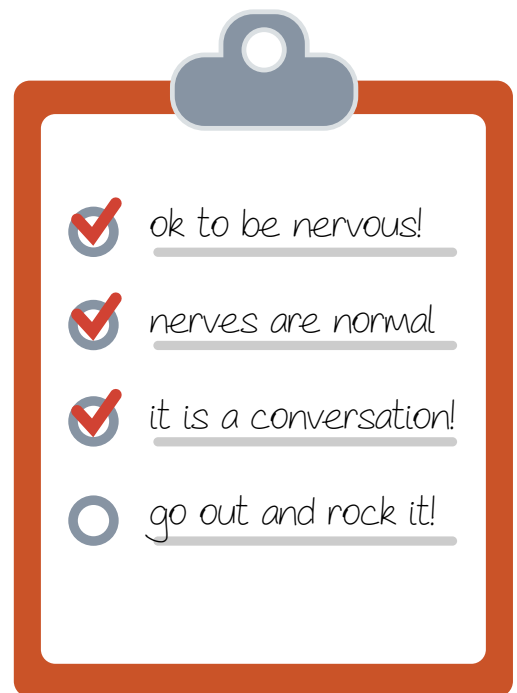 ok to be nervous!
nerves are normal
it is a conversation!
go out and rock it!